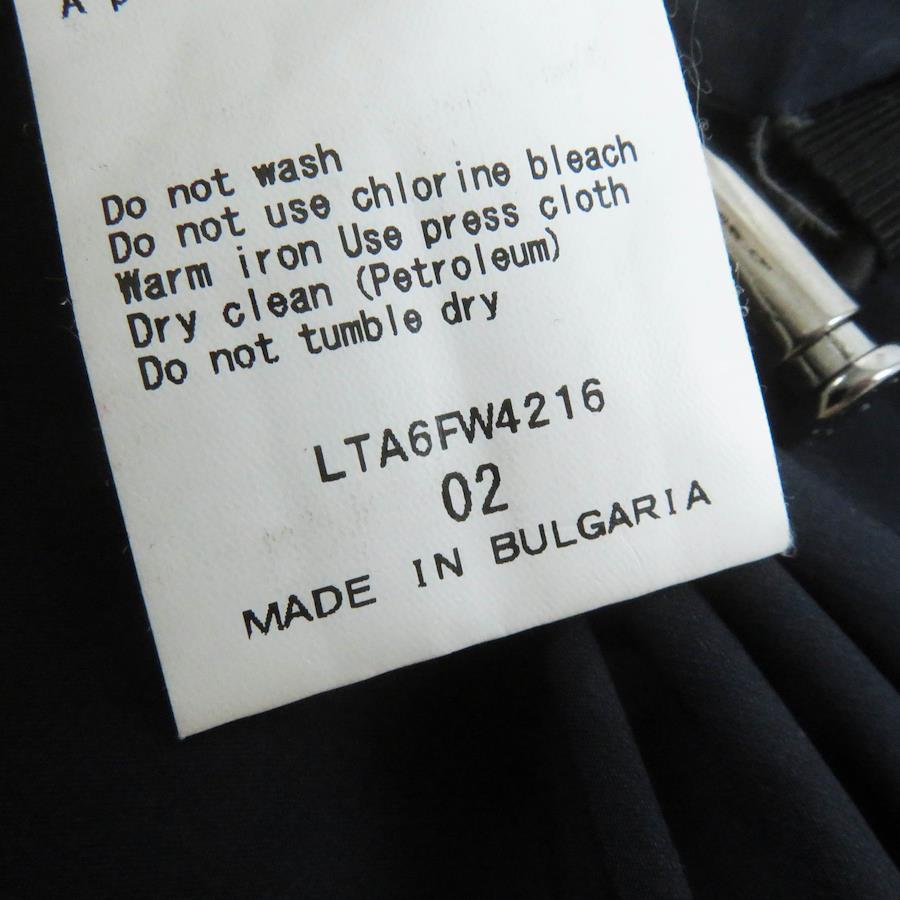 Do not wash
Do not use chlorine bleach
Warm iron Use press cloth
Dry clean (Petroleum)
Do not tumble dry
LTA6FW4216
02
MADE IN BULGARIA